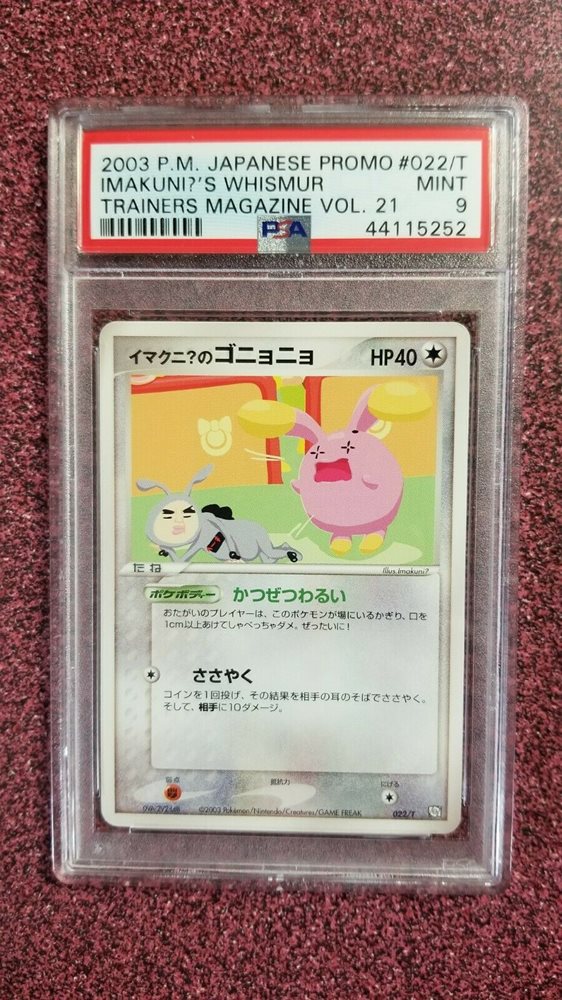 2003 P.M. JAPANESE PROMO #022/T
IMAKUNI?'S WHISMUR MINT
TRAINERS MAGAZINE VOL. 21 9
PSA 44115252
イマクニ?のゴニョニョ HP40
たね Illus.Imakuni?
ポケボディー かつぜつわるい
おたがいのプレイヤーは、このポケモンが場にいるかぎり、口を
1cm以上あけてしゃべっちゃダメ。ぜったいに!
ささやく
コインを1回投げ、その結果を相手の耳のそばでささやく。
そして、相手に10ダメージ。
弱点 抵抗力 にげる
©2003 Pokémon/Nintendo/Creatures/GAME FREAK 022/T